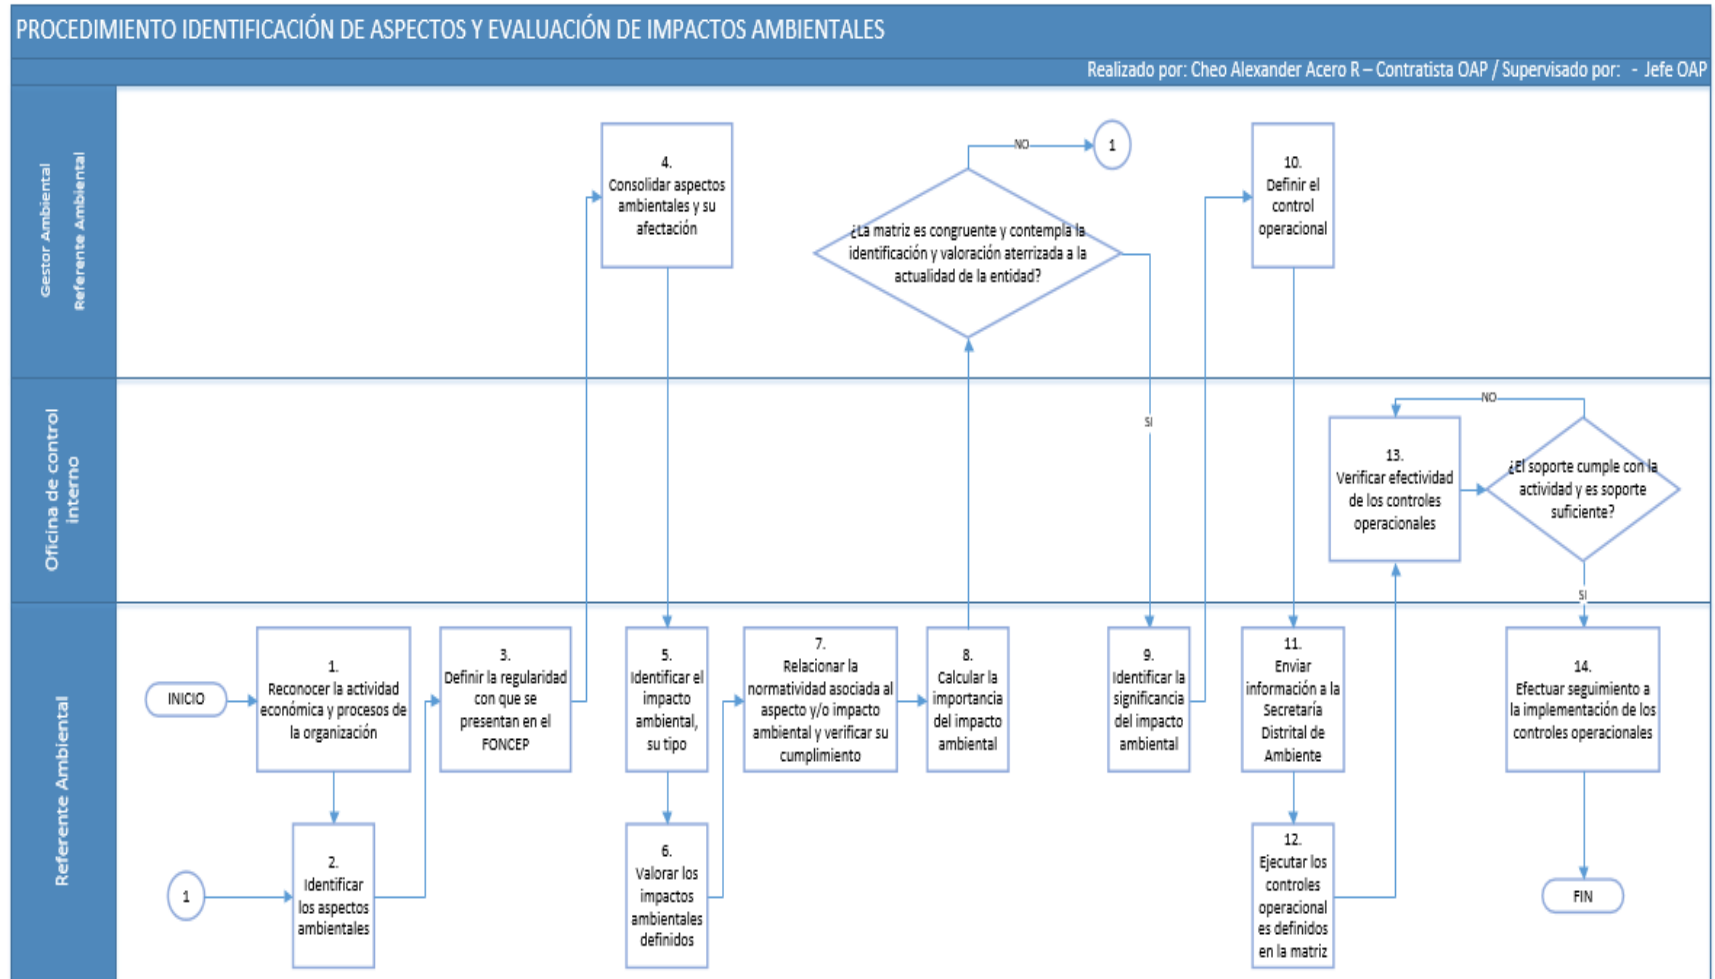 PROCEDIMIENTO IDENTIFICACIÓN DE ASPECTOS Y EVALUACIÓN DE IMPACTOS AMBIENTALES
Realizado por: Cheo Alexander Acero R – Contratista OAP / Supervisado por:   -  Jefe OAP
Gestor Ambiental
Referente Ambiental
4.
Consolidar aspectos
ambientales y su
afectación
¿La matriz es congruente y contempla la
identificación y valoración aterrizada a la
actualidad de la entidad?
NO
1
SI
10.
Definir el
control
operacional
Oficina de control
interno
13.
Verificar efectividad
de los controles
operacionales
NO
¿El soporte cumple con la
actividad y es soporte
suficiente?
SI
Referente Ambiental
INICIO
1.
Reconocer la actividad
económica y procesos de
la organización
1
2.
Identificar
los aspectos
ambientales
3.
Definir la regularidad
con que se
presentan en el
FONCEP
5.
Identificar el
impacto
ambiental,
su tipo
6.
Valorar los
impactos
ambientales
definidos
7.
Relacionar la
normatividad asociada al
aspecto y/o impacto
ambiental y verificar su
cumplimiento
8.
Calcular la
importancia
del impacto
ambiental
9.
Identificar la
significancia
del impacto
ambiental
11.
Enviar
información a la
Secretaría
Distrital de
Ambiente
12.
Ejecutar los
controles
operacional
es definidos
en la matriz
14.
Efectuar seguimiento a
la implementación de los
controles operacionales
FIN